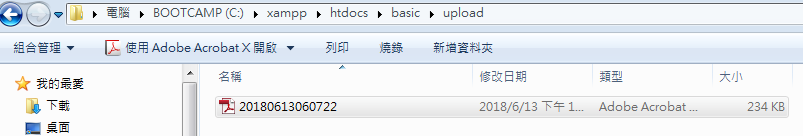 電腦 ▸ BOOTCAMP (C:) ▸ xampp ▸ htdocs ▸ basic ▸ upload
組合管理 使用 Adobe Acrobat X 開啟 列印 燒錄 新增資料夾
我的最愛
下載
桌面
名稱 修改日期 類型 大小
20180613060722 2018/6/13 下午 1... Adobe Acrobat ... 234 KB